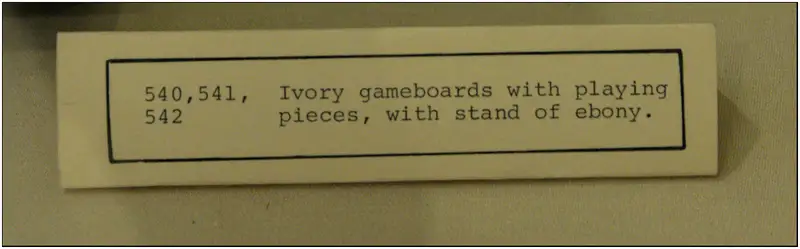 540,541, Ivory gameboards with playing
542 pieces, with stand of ebony.